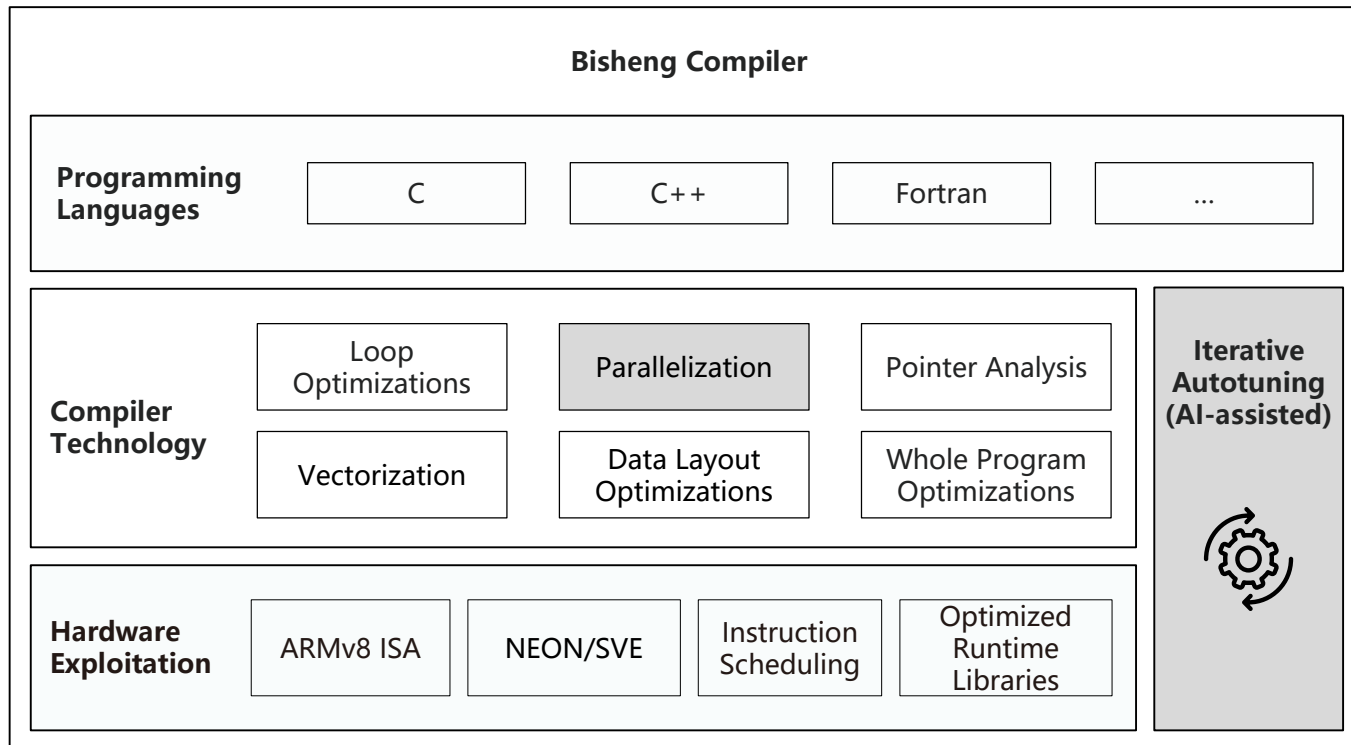 Bisheng Compiler
Programming
Languages
C
C++
Fortran
...
Compiler
Technology
Loop
Optimizations
Parallelization
Pointer Analysis
Vectorization
Data Layout
Optimizations
Whole Program
Optimizations
Iterative
Autotuning
(AI-assisted)
Hardware
Exploitation
ARMv8 ISA
NEON/SVE
Instruction
Scheduling
Optimized
Runtime
Libraries